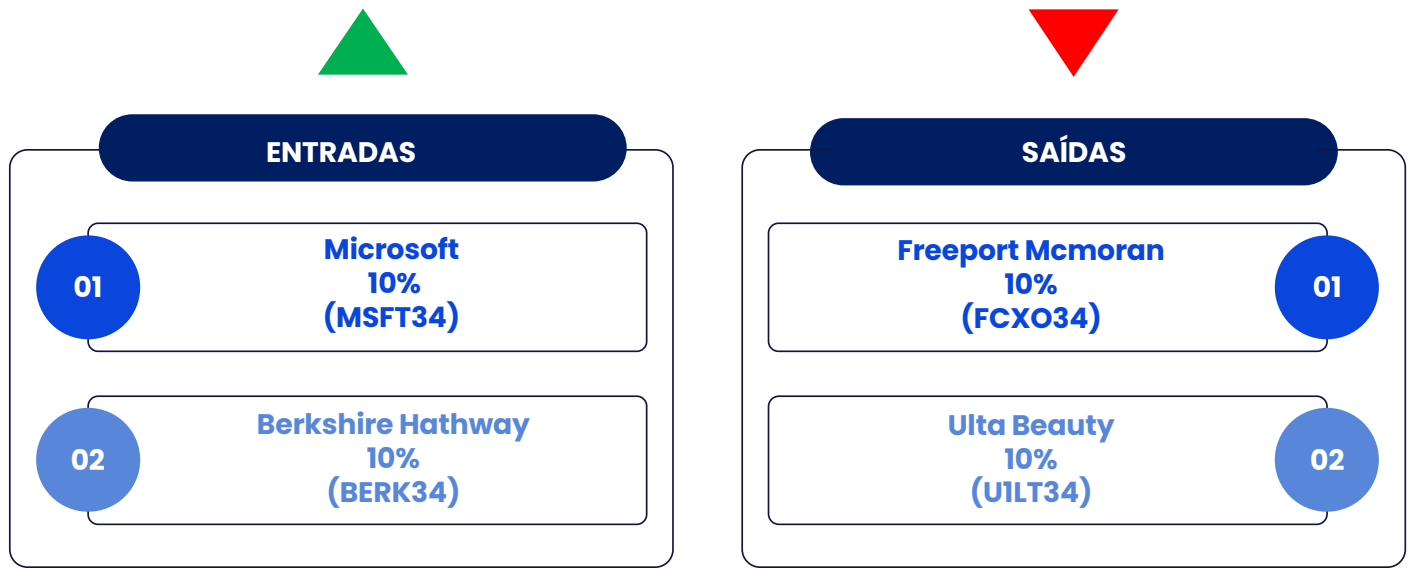 ENTRADAS
01
Microsoft
10%
(MSFT34)
02
Berkshire Hathway
10%
(BERK34)
SAÍDAS
Freeport Mcmoran
10%
(FCXO34)
01
Ulta Beauty
10%
(U1LT34)
02